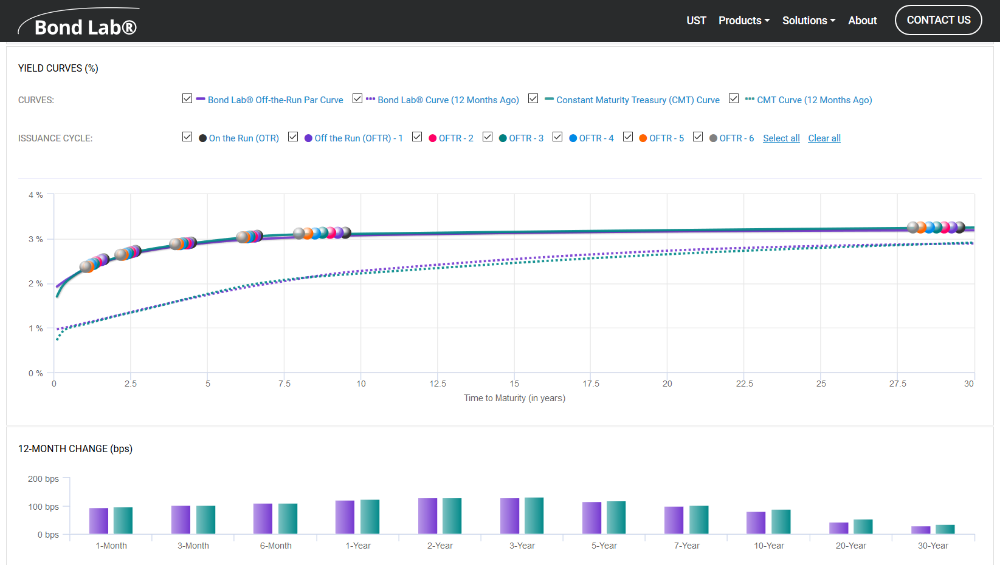 Bond Lab®
UST Products Solutions About CONTACT US
YIELD CURVES (%)
CURVES: Bond Lab® Off-the-Run Par Curve Bond Lab® Curve (12 Months Ago) Constant Maturity Treasury (CMT) Curve CMT Curve (12 Months Ago)
ISSUANCE CYCLE: On the Run (OTR) Off the Run (OFTR) - 1 OFTR - 2 OFTR - 3 OFTR - 4 OFTR - 5 OFTR - 6 Select all Clear all
4 %
3 %
2 %
1 %
0 %
0 2.5 5 7.5 10 12.5 15 17.5 20 22.5 25 27.5 30
Time to Maturity (in years)
12-MONTH CHANGE (bps)
200 bps
100 bps
0 bps
1-Month 3-Month 6-Month 1-Year 2-Year 3-Year 5-Year 7-Year 10-Year 20-Year 30-Year